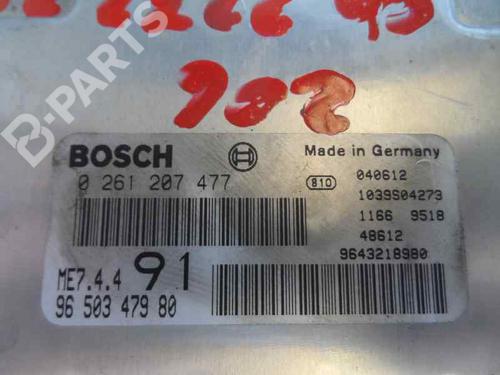 206
B-PARTS
BOSCH
Made in Germany
0 261 207 477
810
040612
1039S04273
1166 9518
48612
9643218980
ME7.4.4 91
96 503 479 80